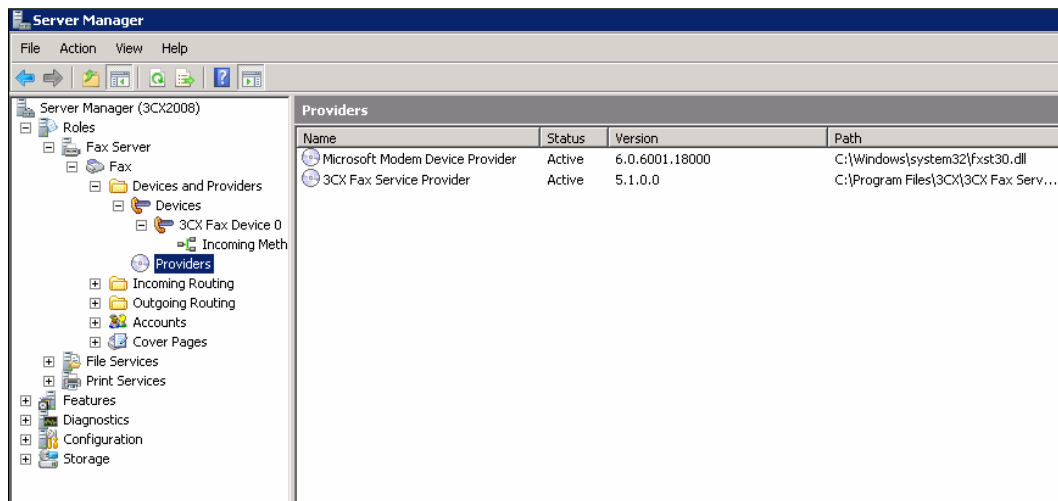 Server Manager
File Action View Help
Server Manager (3CX2008)
Roles
Fax Server
Fax
Devices and Providers
Devices
3CX Fax Device 0
Incoming Meth
Providers
Incoming Routing
Outgoing Routing
Accounts
Cover Pages
File Services
Print Services
Features
Diagnostics
Configuration
Storage
Providers
Name Status Version Path
Microsoft Modem Device Provider Active 6.0.6001.18000 C:\Windows\system32\fxst30.dll
3CX Fax Service Provider Active 5.1.0.0 C:\Program Files\3CX\3CX Fax Serv...